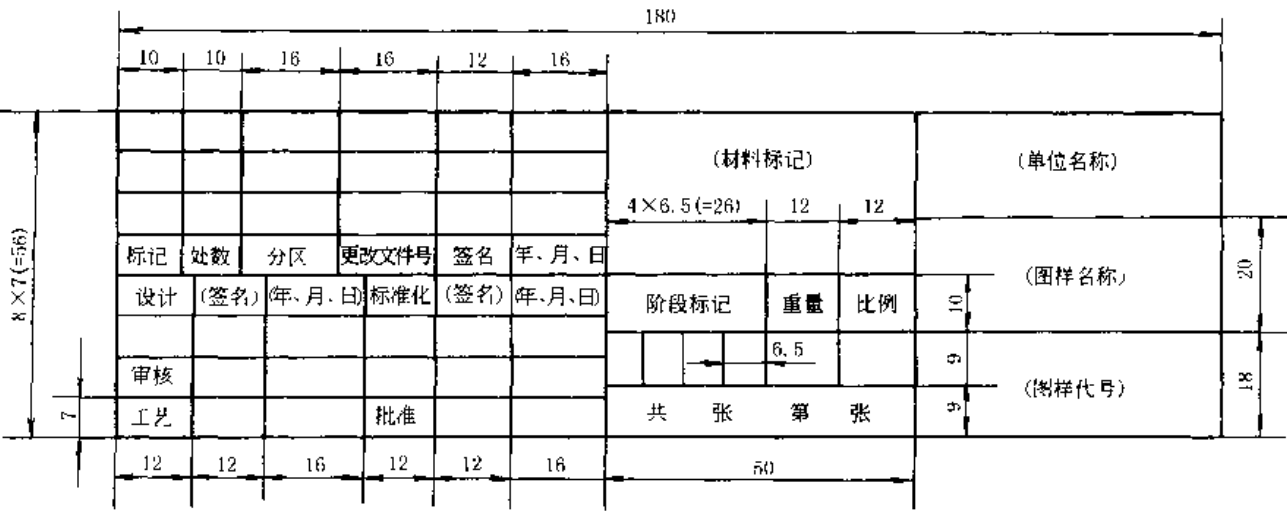 180
10 10 16 16 12 16
(材料标记) (单位名称)
4×6.5(=26) 12 12
标记 处数 分区 更改文件号 签名 年、月、日
8×7(=56)
设计 (签名) (年、月、日) 标准化 (签名) (年、月、日)
阶段标记 重量 比例 10 (图样名称) 20
6.5 9
审核
7 工艺 批准
共 张 第 张 9 (图样代号) 18
12 12 16 12 12 16 50